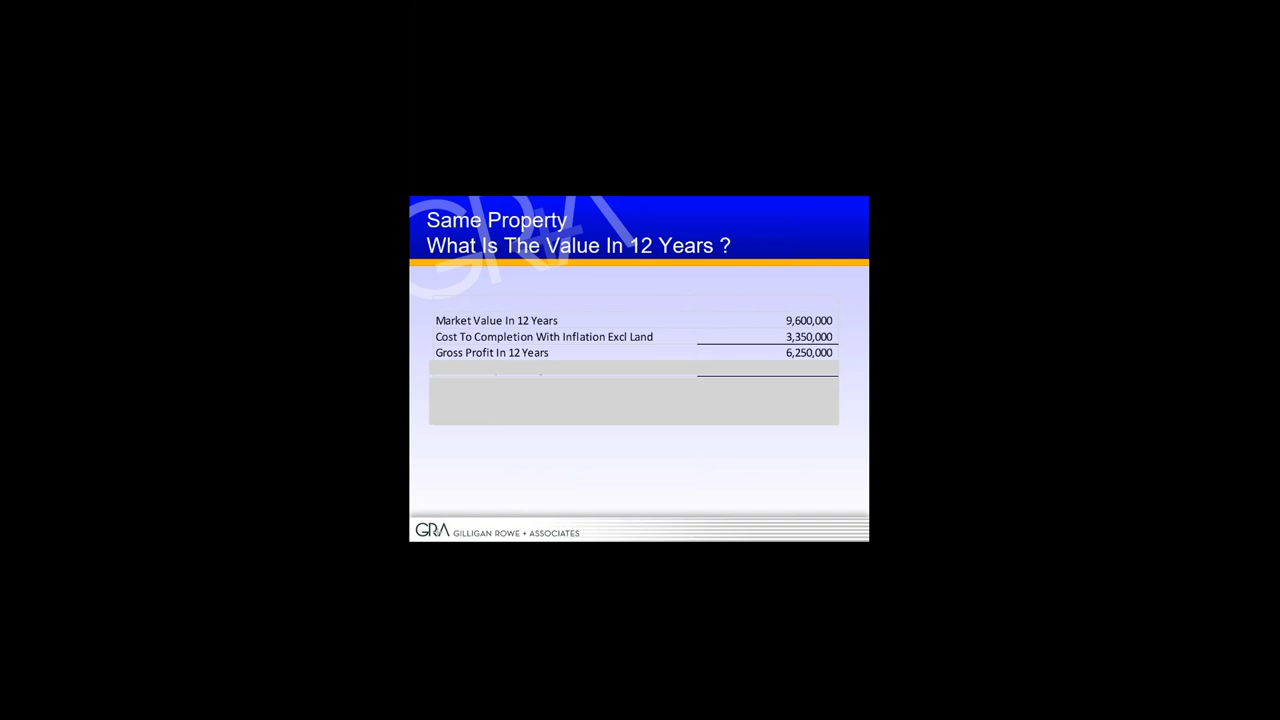 Same Property
What Is The Value In 12 Years ?
Market Value In 12 Years 9,600,000
Cost To Completion With Inflation Excl Land 3,350,000
Gross Profit In 12 Years 6,250,000
GRA GILLIGAN ROWE + ASSOCIATES